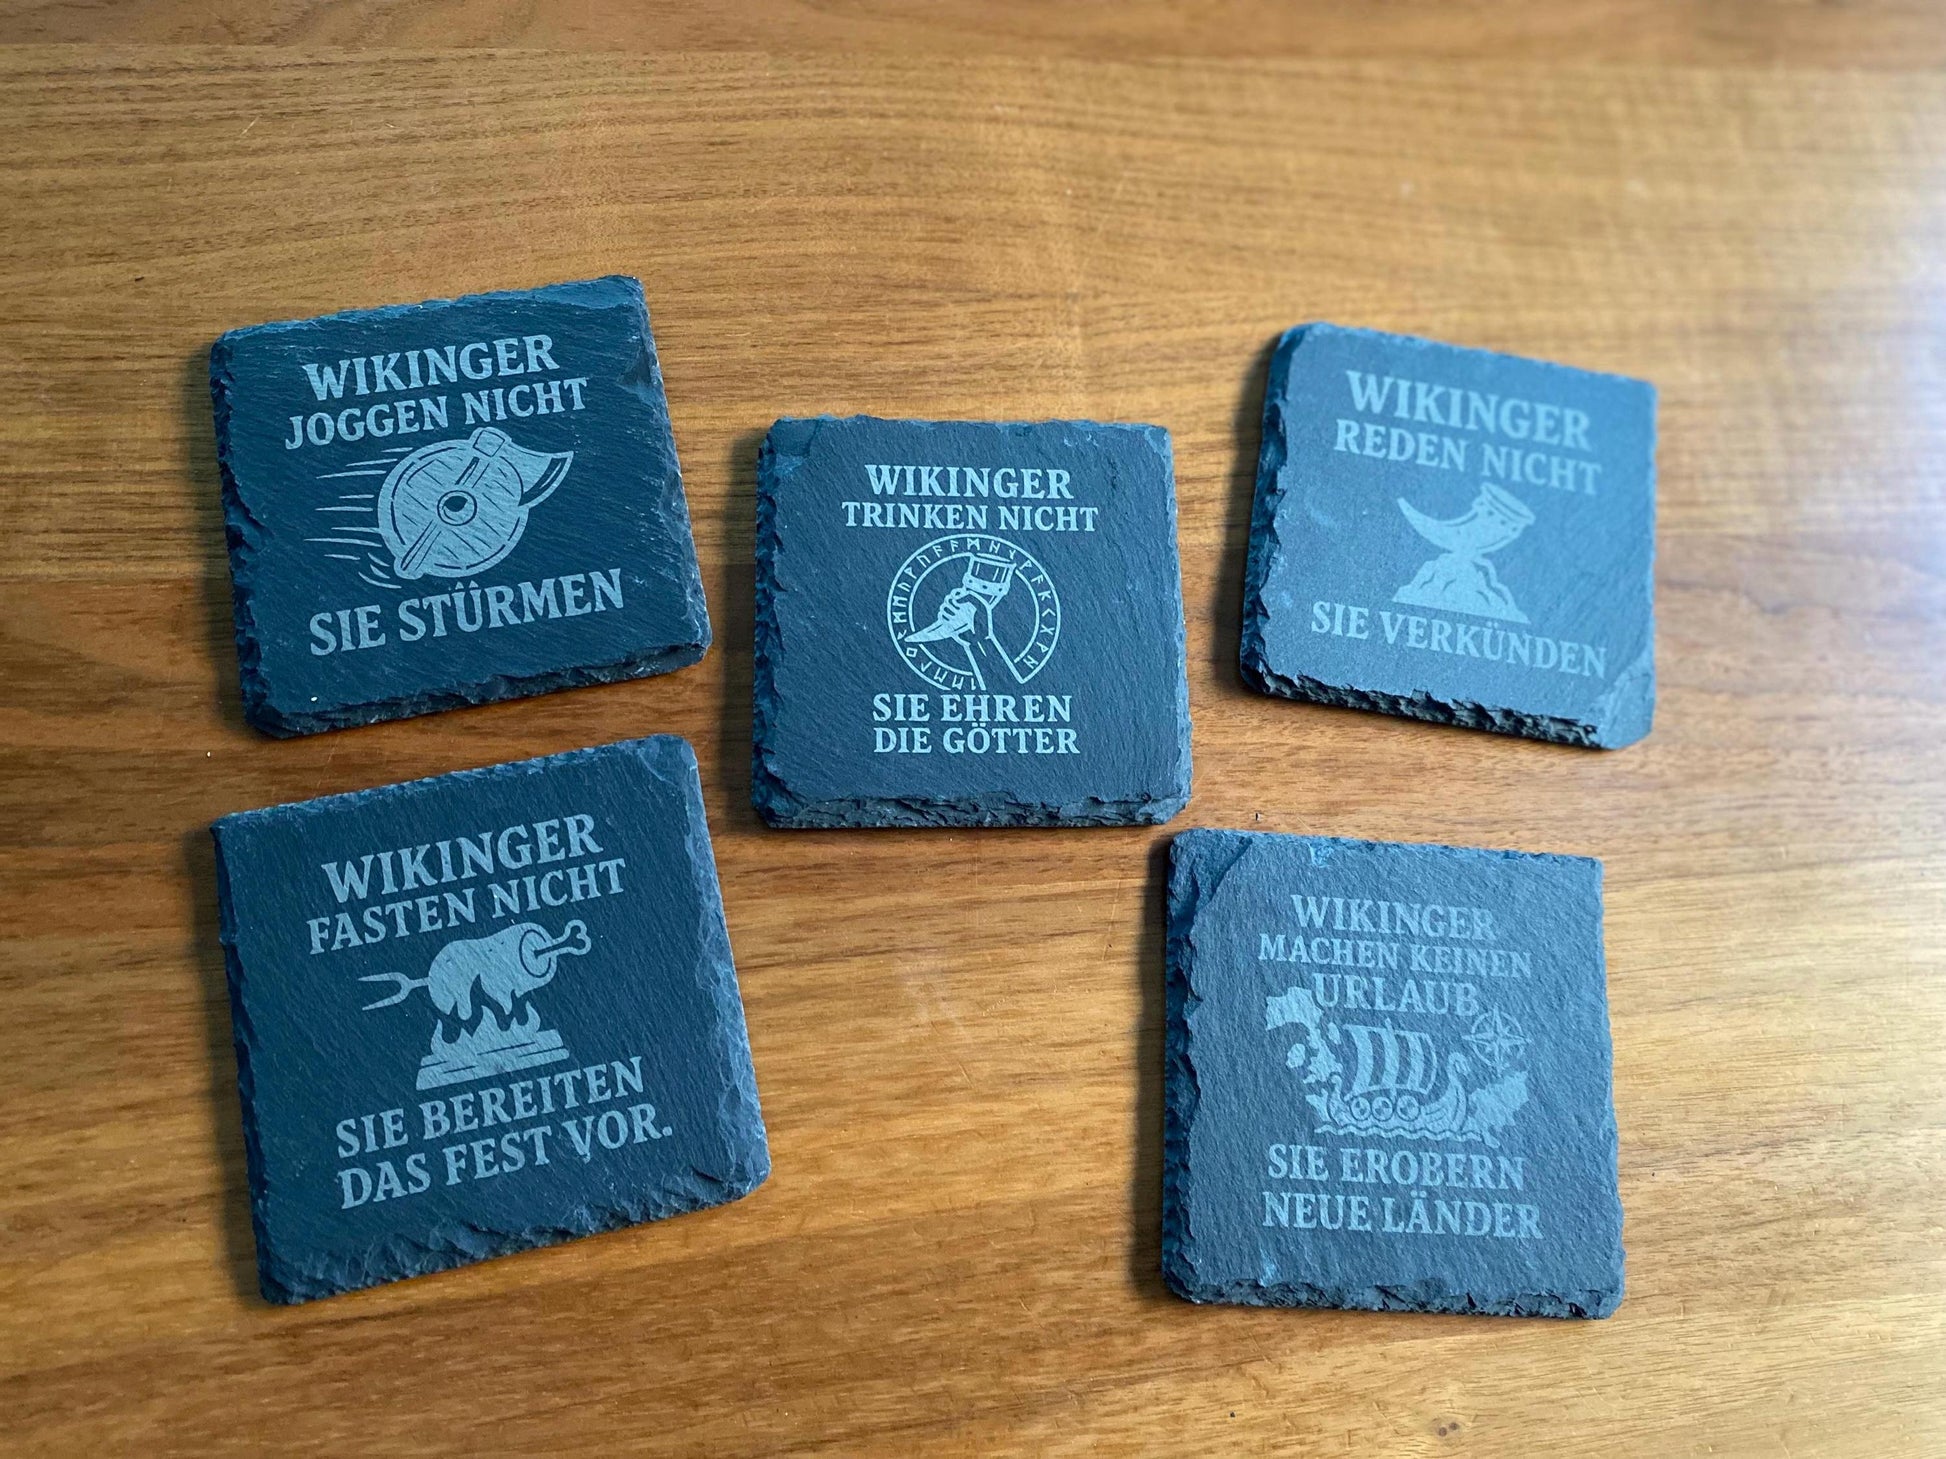 WIKINGER
JOGGEN NICHT
SIE STÜRMEN
WIKINGER
TRINKEN NICHT
SIE EHREN
DIE GÖTTER
WIKINGER
REDEN NICHT
SIE VERKÜNDEN
WIKINGER
FASTEN NICHT
SIE BEREITEN
DAS FEST VOR.
WIKINGER
MACHEN KEINEN
URLAUB
SIE EROBERN
NEUE LÄNDER